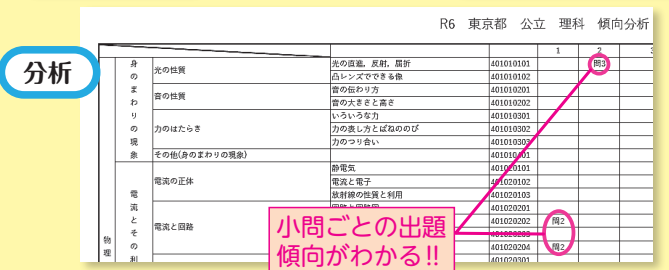 R6 東京都 公立 理科 傾向分析
分析
1 2 3
身のまわりの現象
光の性質 光の直進，反射，屈折 401010101 問3
凸レンズでできる像 401010102
音の性質 音の伝わり方 401010201
音の大きさと高さ 401010202
力のはたらき いろいろな力 401010301
力の表し方とばねののび 401010302
力のつり合い 401010303
その他(身のまわりの現象) 401010401
物理
電流とその利
電流の正体 静電気 401020101
電流と電子 401020102
放射線の性質と利用 401020103
電流と回路 401020201
401020202 問2
401020203
401020204 問2
401020301
小問ごとの出題
傾向がわかる!!